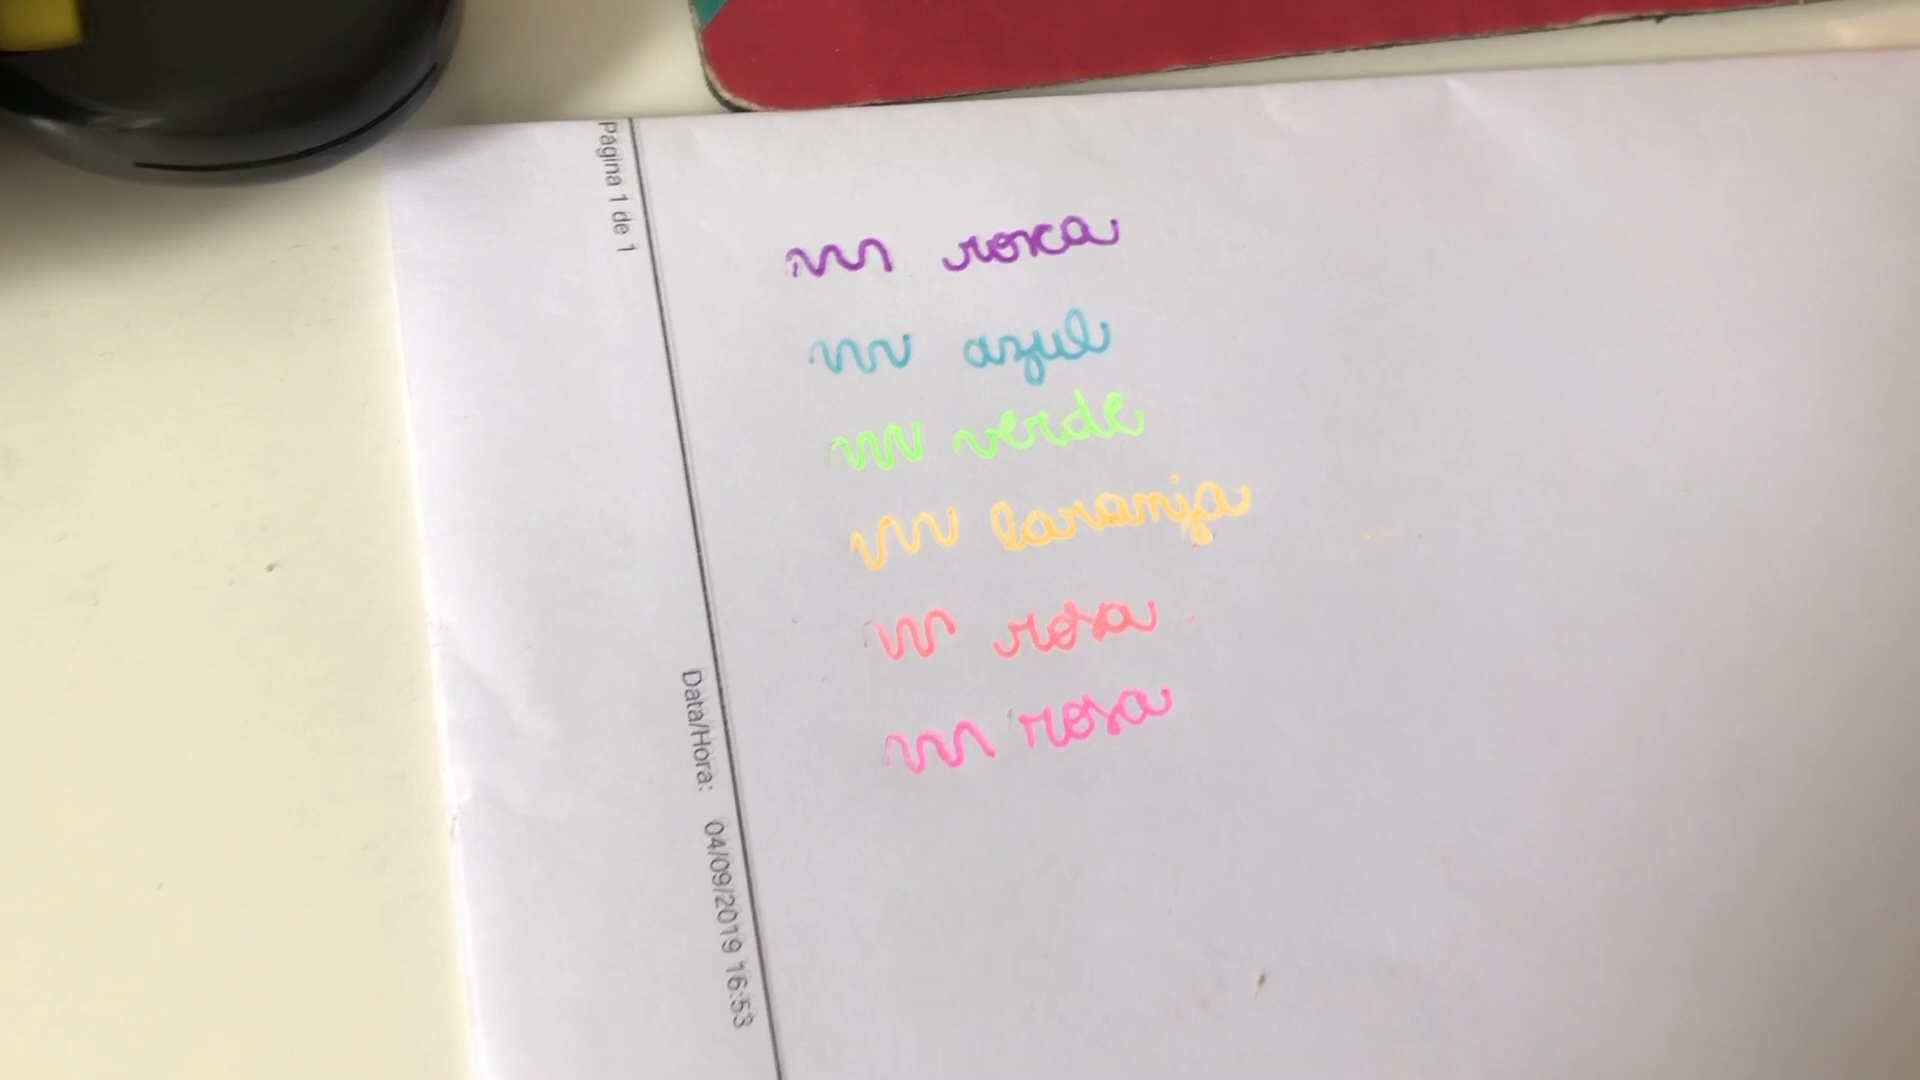 Página 1 de 1
roxa
azul
verde
laranja
rosa
rosa
Data/Hora: 04/09/2019 16:53